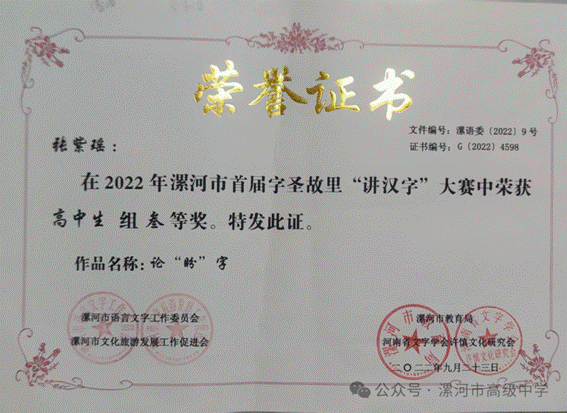 荣誉证书
文件编号：漯语委（2022）9号
证书编号：G（2022）4598
张紫瑶：
在2022年漯河市首届字圣故里“讲汉字”大赛中荣获
高中生 组 叁 等奖。特发此证。
作品名称：论“盼”字
漯河市语言文字工作委员会
漯河市文化旅游发展工作促进会
漯河市教育局
河南省文字学会许慎文化研究会
二〇二二年九月二十三日
公众号·漯河市高级中学